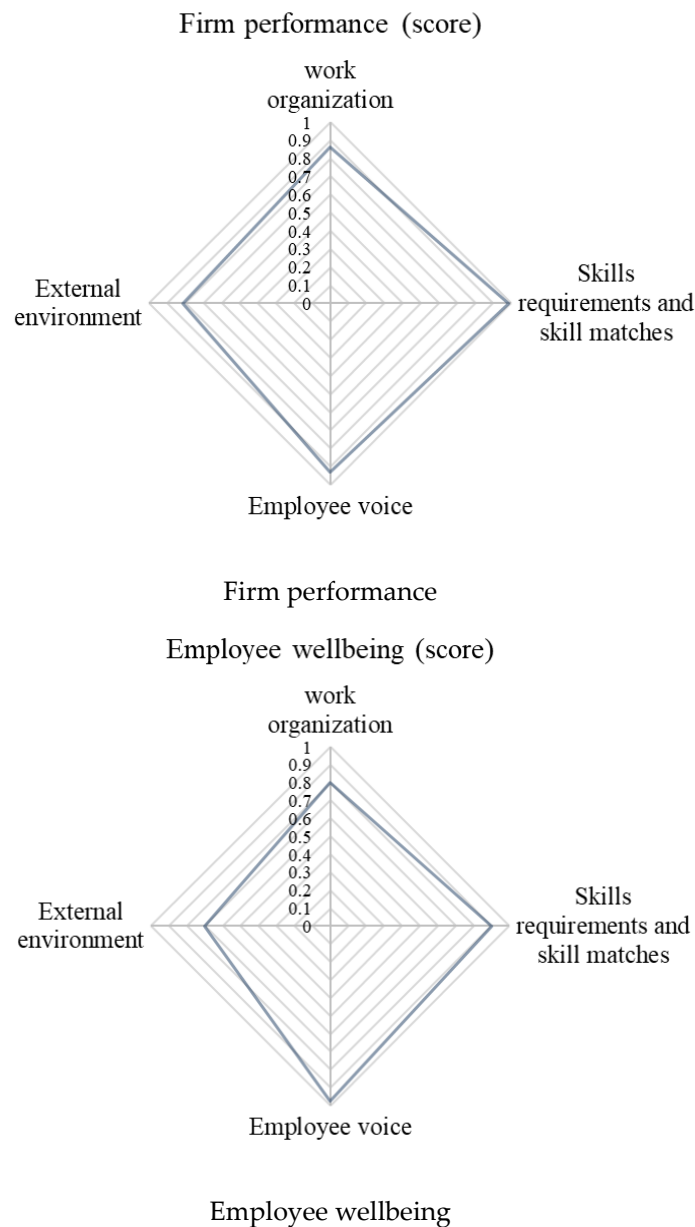 Firm performance (score)
work
organization
1
0.9
0.8
0.7
0.6
0.5
0.4
0.3
0.2
0.1
0
External
environment
Skills
requirements and
skill matches
Employee voice
Firm performance
Employee wellbeing (score)
work
organization
1
0.9
0.8
0.7
0.6
0.5
0.4
0.3
0.2
0.1
0
External
environment
Skills
requirements and
skill matches
Employee voice
Employee wellbeing